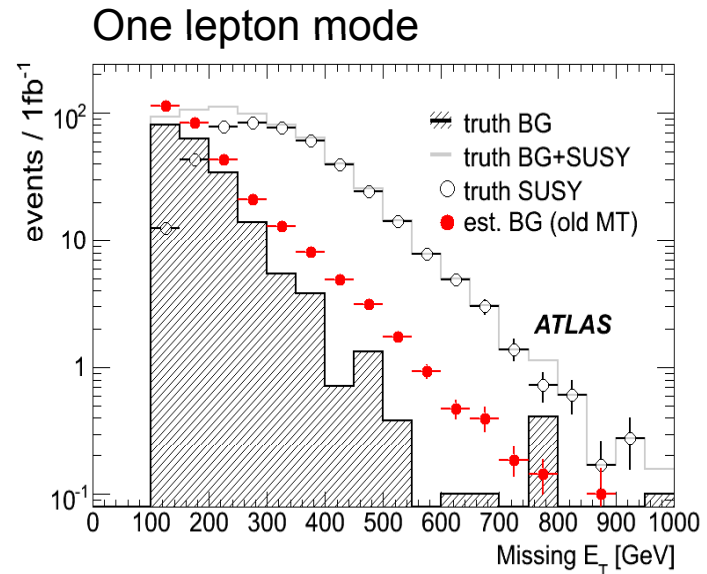 One lepton mode
events / 1fb⁻¹
10²
10
1
10⁻¹
truth BG
truth BG+SUSY
truth SUSY
est. BG (old MT)
ATLAS
0 100 200 300 400 500 600 700 800 900 1000
Missing E_T [GeV]